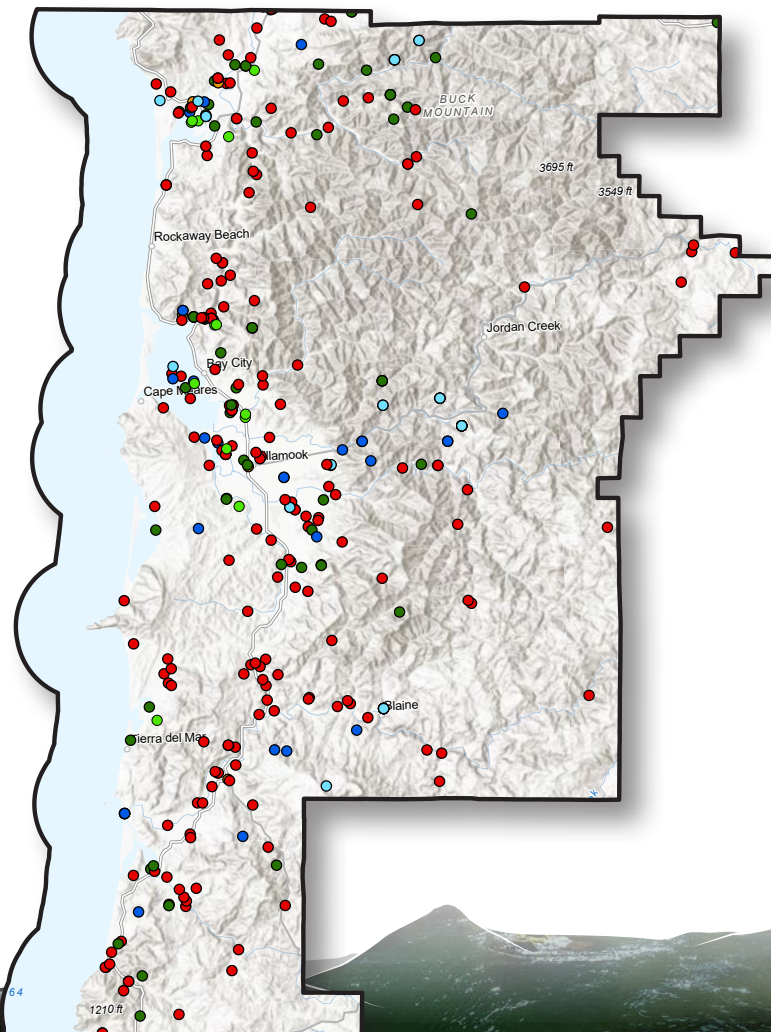 BUCK
MOUNTAIN
3695 ft
3549 ft
Rockaway Beach
Jordan Creek
Bay City
Cape Meares
Tillamook
Blaine
Tierra del Mar
64
1210 ft